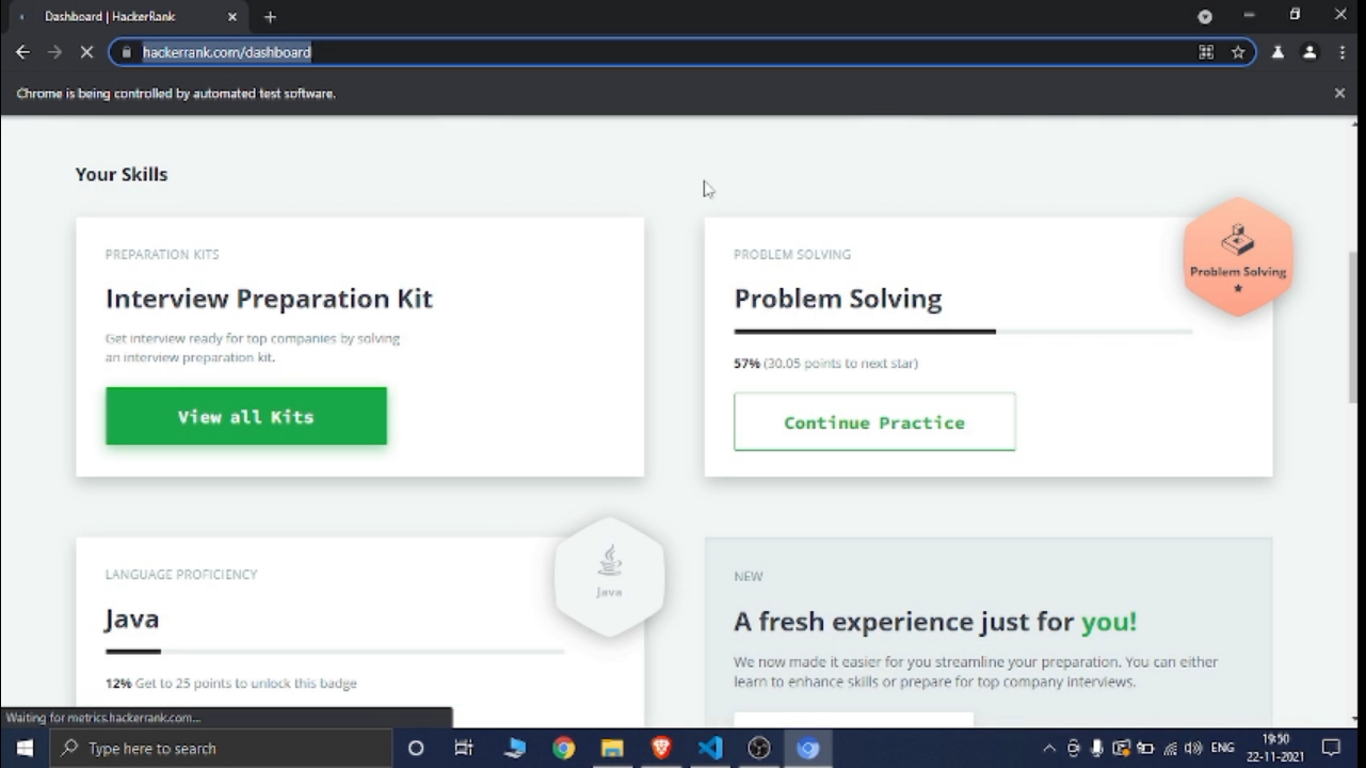 Dashboard | HackerRank
hackerrank.com/dashboard
Chrome is being controlled by automated test software.
Your Skills
PREPARATION KITS
Interview Preparation Kit
Get interview ready for top companies by solving
an interview preparation kit.
View all Kits
PROBLEM SOLVING
Problem Solving
57% (30.05 points to next star)
Continue Practice
Problem Solving
LANGUAGE PROFICIENCY
Java
12% Get to 25 points to unlock this badge
Java
NEW
A fresh experience just for you!
We now made it easier for you streamline your preparation. You can either
learn to enhance skills or prepare for top company interviews.
Waiting for metrics.hackerrank.com...
Type here to search
ENG
19:50
22-11-2021